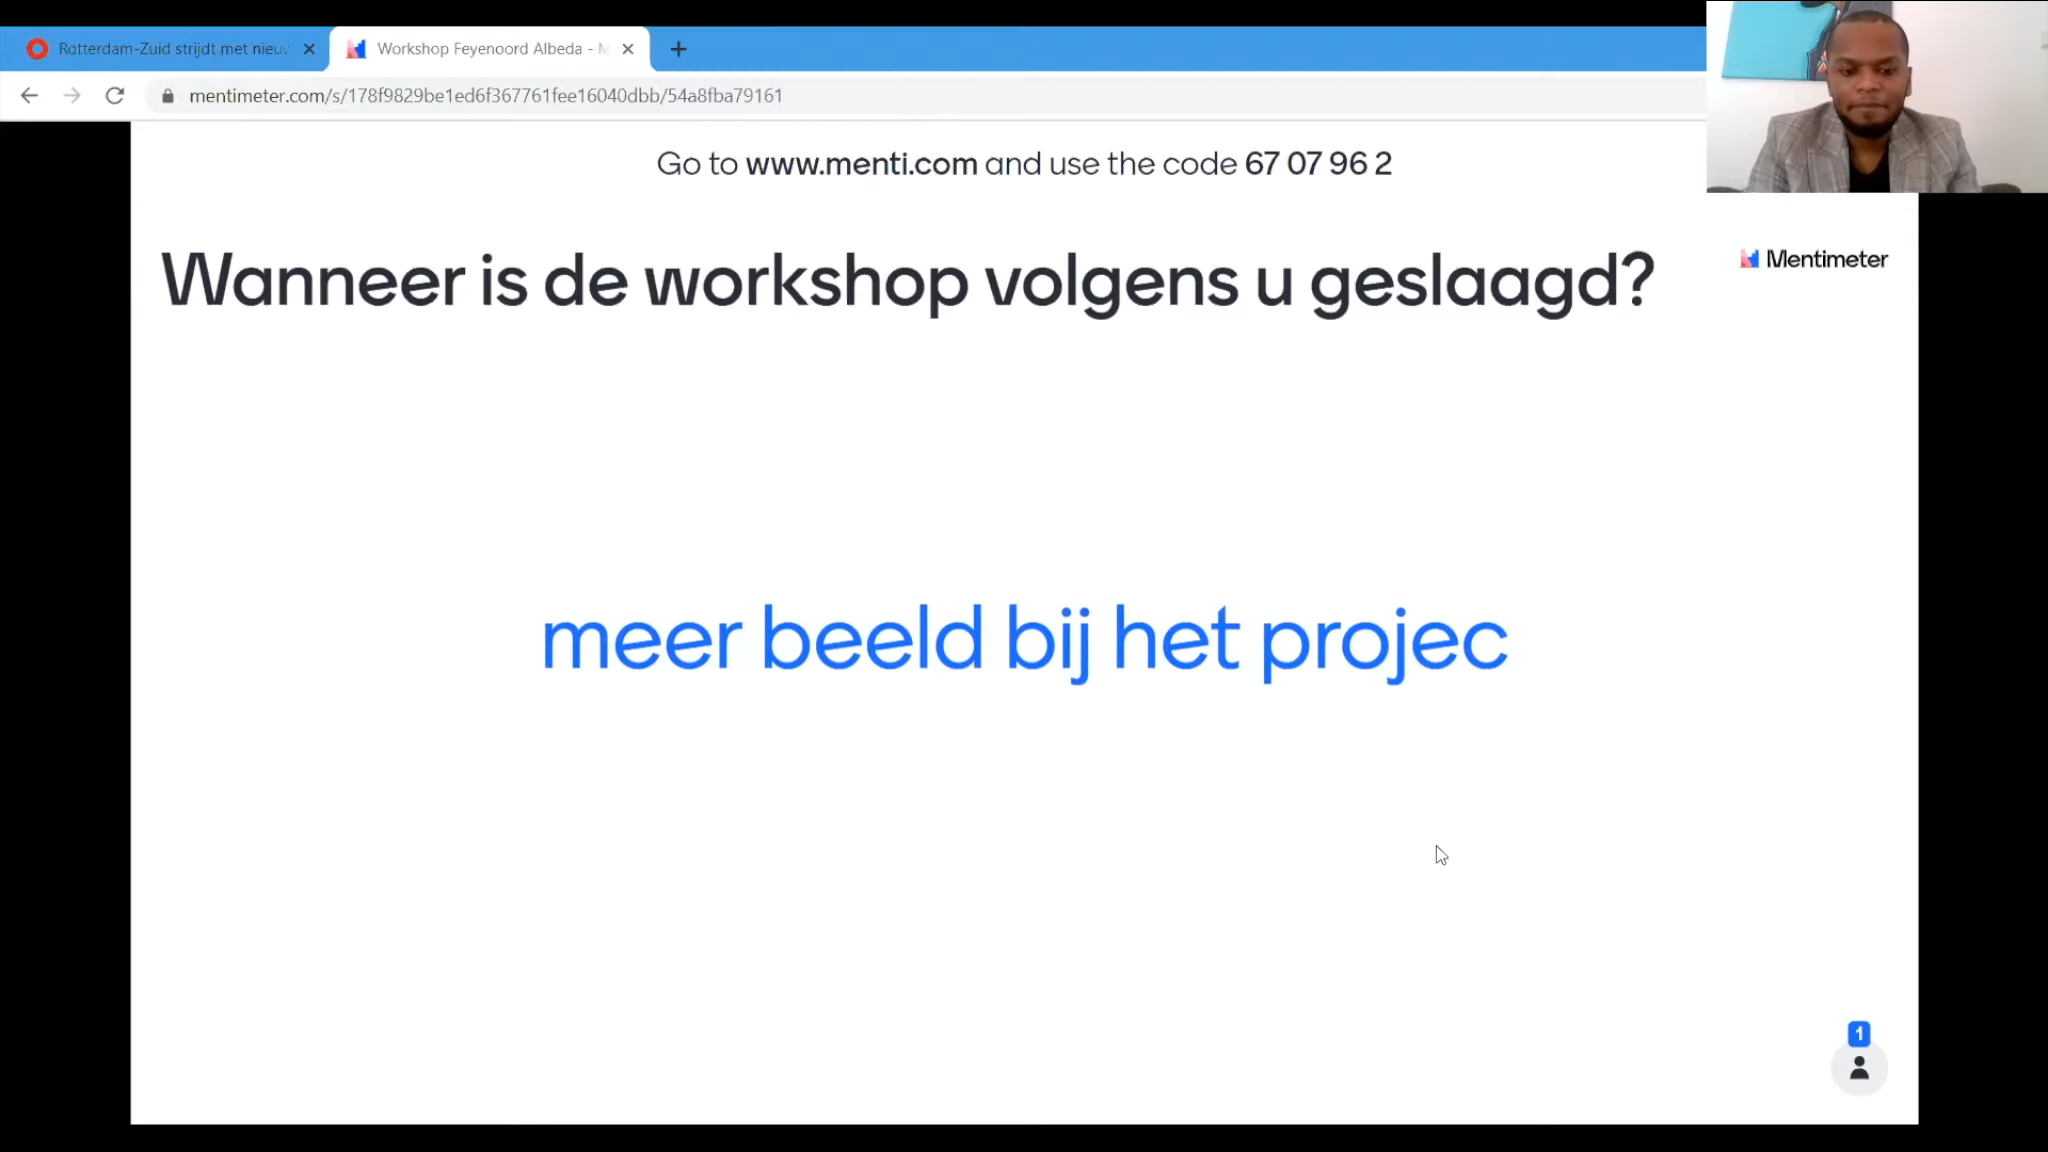 Rotterdam-Zuid strijdt met nieuw
Workshop Feyenoord Albeda - M
mentimeter.com/s/178f9829be1ed6f367761fee16040dbb/54a8fba79161
Go to www.menti.com and use the code 67 07 96 2
Wanneer is de workshop volgens u geslaagd?
Mentimeter
meer beeld bij het projec
1